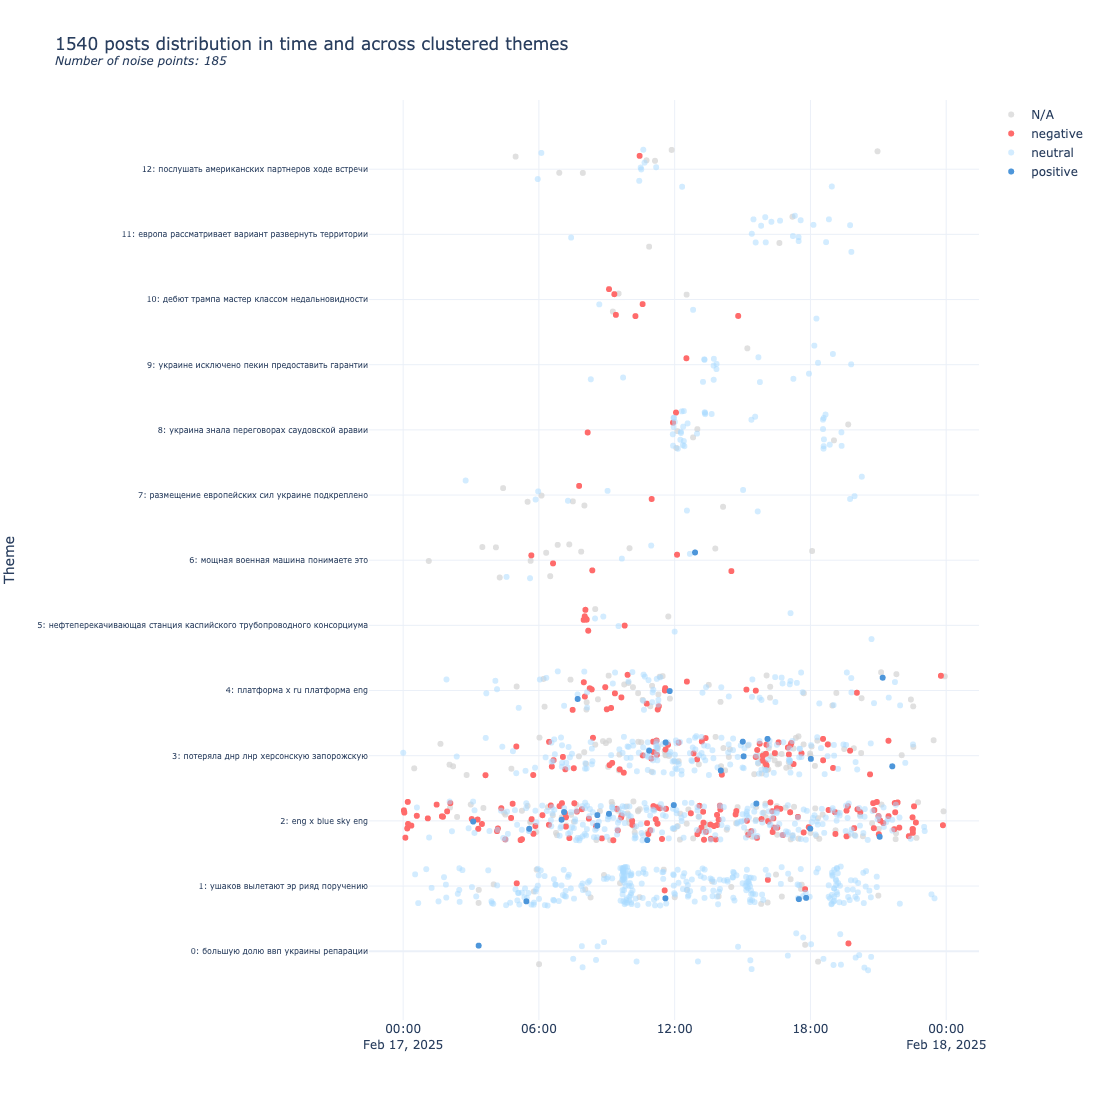 1540 posts distribution in time and across clustered themes
Number of noise points: 185
N/A
negative
neutral
positive
12: послушать американских партнеров ходе встречи
11: европа рассматривает вариант развернуть территории
10: дебют трампа мастер классом недальновидности
9: украине исключено пекин предоставить гарантии
8: украина знала переговорах саудовской аравии
7: размещение европейских сил украине подкреплено
6: мощная военная машина понимаете это
5: нефтеперекачивающая станция каспийского трубопроводного консорциума
4: платформа x ru платформа eng
3: потеряла днр лнр херсонскую запорожскую
2: eng x blue sky eng
1: ушаков вылетают эр рияд поручению
0: большую долю ввп украины репарации
Theme
00:00 06:00 12:00 18:00 00:00
Feb 17, 2025 Feb 18, 2025